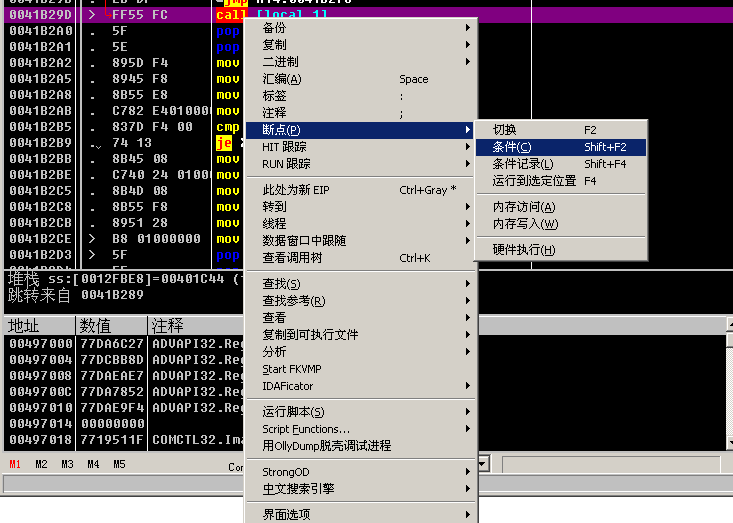 EB DF jmp
0041B29D > FF55 FC call [local.1]
0041B2A0 . 5F pop
0041B2A1 . 5E pop
0041B2A2 . 895D F4 mov
0041B2A5 . 8945 F8 mov
0041B2A8 . 8B55 E8 mov
0041B2AB . C782 E4010000 mov
0041B2B5 . 837D F4 00 cmp
0041B2B9 . 74 13 je
0041B2BB . 8B45 08 mov
0041B2BE . C740 24 0100 mov
0041B2C5 . 8B4D 08 mov
0041B2C8 . 8B55 F8 mov
0041B2CB . 8951 28 mov
0041B2CE > B8 01000000 mov
0041B2D3 > 5F pop
堆栈 ss:[0012FBE8]=00401C44
跳转来自 0041B289
地址 数值 注释
00497000 77DA6C27 ADVAPI32.Reg
00497004 77DCBB8D ADVAPI32.Reg
00497008 77DAEAE7 ADVAPI32.Reg
0049700C 77DA7852 ADVAPI32.Reg
00497010 77DAE9F4 ADVAPI32.Reg
00497014 00000000
00497018 7719511F COMCTL32.Ima
M1 M2 M3 M4 M5
备份
复制
二进制
汇编(A) Space
标签 :
注释 ;
断点(P)
HIT 跟踪
RUN 跟踪
此处为新 EIP Ctrl+Gray *
转到
线程
数据窗口中跟随
查看调用树 Ctrl+K
查找(S)
查找参考(R)
查看
复制到可执行文件
分析
Start FKVMP
IDAFicator
运行脚本(S)
Script Functions...
用OllyDump脱壳调试进程
StrongOD
中文搜索引擎
界面选项
切换 F2
条件(C) Shift+F2
条件记录(L) Shift+F4
运行到选定位置 F4
内存访问(A)
内存写入(W)
硬件执行(H)